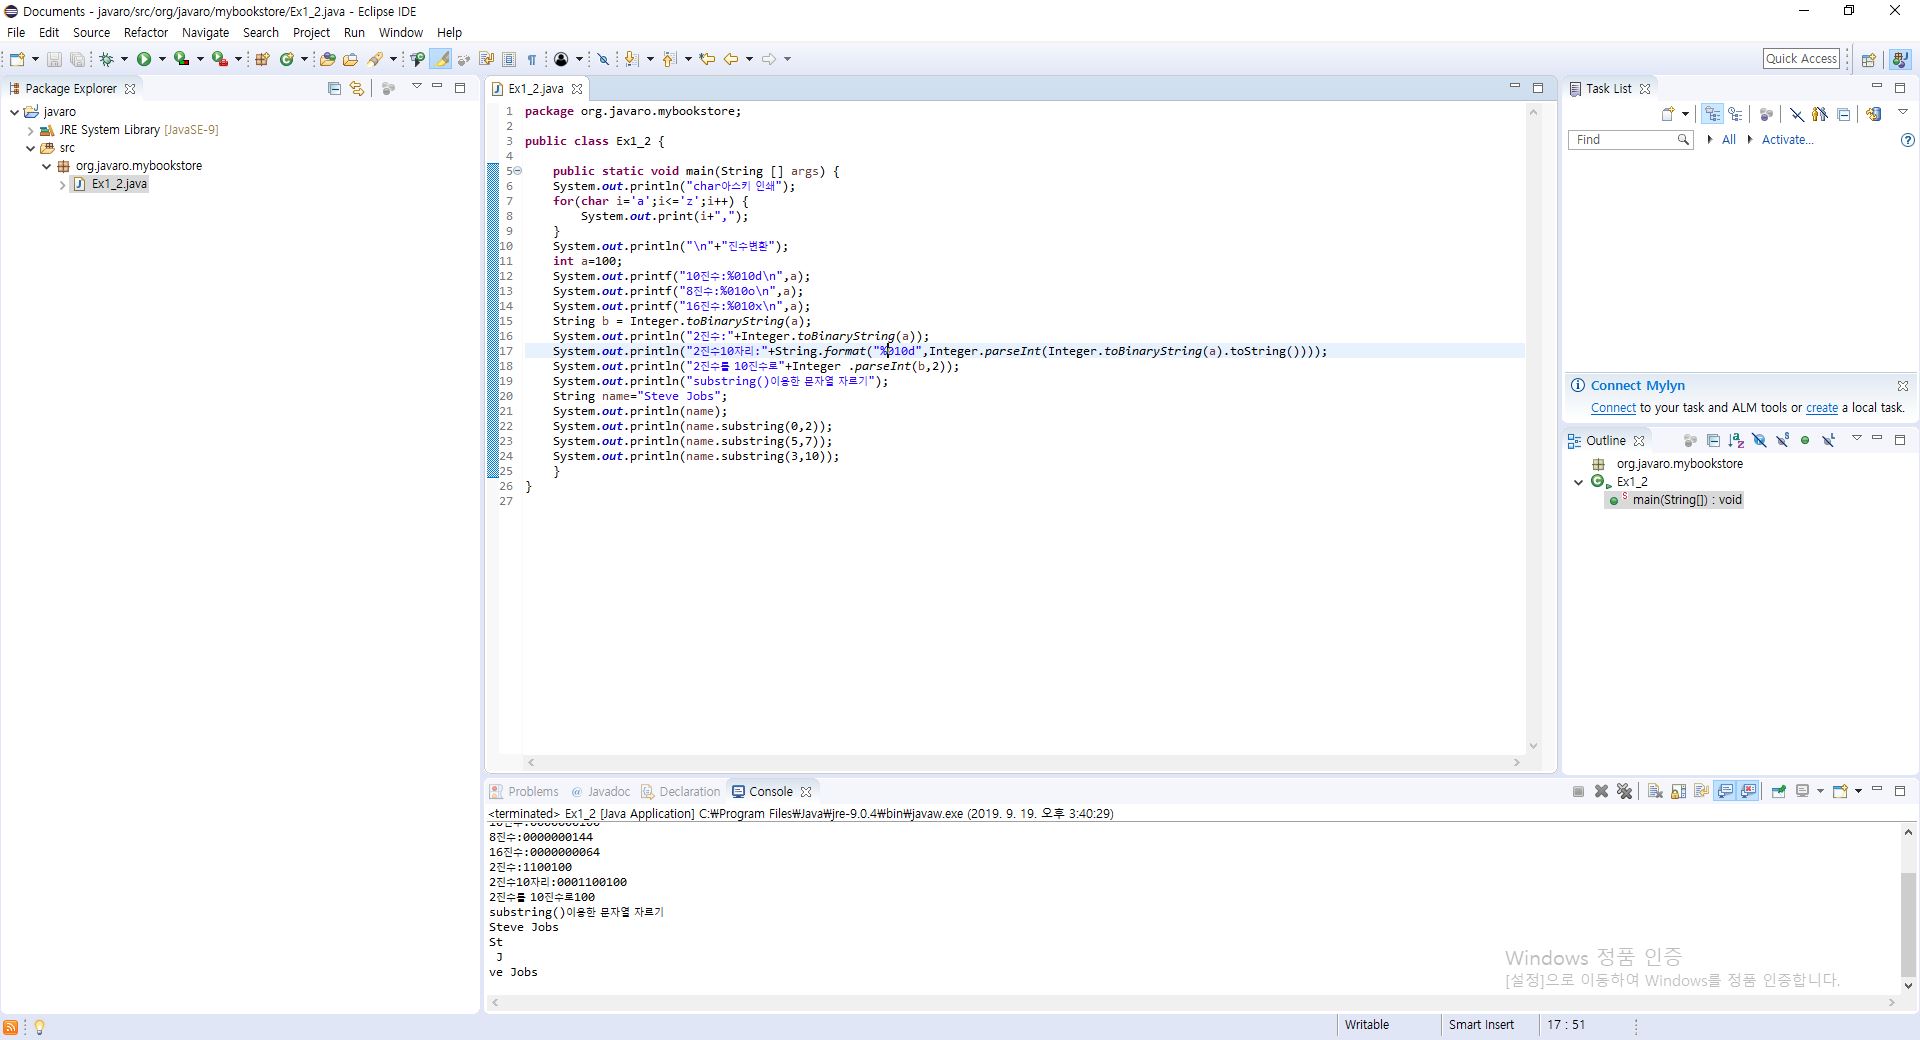 Documents - javaro/src/org/javaro/mybookstore/Ex1_2.java - Eclipse IDE
File Edit Source Refactor Navigate Search Project Run Window Help
Quick Access
Package Explorer
javaro
JRE System Library [JavaSE-9]
src
org.javaro.mybookstore
Ex1_2.java
Ex1_2.java
1 package org.javaro.mybookstore;
2
3 public class Ex1_2 {
4
5 public static void main(String [] args) {
6 System.out.println("char아스키 인쇄");
7 for(char i='a';i<='z';i++) {
8 System.out.print(i+",");
9 }
10 System.out.println("\n"+"진수변환");
11 int a=100;
12 System.out.printf("10진수:%010d\n",a);
13 System.out.printf("8진수:%010o\n",a);
14 System.out.printf("16진수:%010x\n",a);
15 String b = Integer.toBinaryString(a);
16 System.out.println("2진수:"+Integer.toBinaryString(a));
17 System.out.println("2진수10자리:"+String.format("%010d",Integer.parseInt(Integer.toBinaryString(a).toString())));
18 System.out.println("2진수를 10진수로"+Integer .parseInt(b,2));
19 System.out.println("substring()이용한 문자열 자르기");
20 String name="Steve Jobs";
21 System.out.println(name);
22 System.out.println(name.substring(0,2));
23 System.out.println(name.substring(5,7));
24 System.out.println(name.substring(3,10));
25 }
26 }
27
Task List
Find All Activate...
Connect Mylyn
Connect to your task and ALM tools or create a local task.
Outline
org.javaro.mybookstore
Ex1_2
main(String[]) : void
Problems @ Javadoc Declaration Console
<terminated> Ex1_2 [Java Application] C:₩Program Files₩Java₩jre-9.0.4₩bin₩javaw.exe (2019. 9. 19. 오후 3:40:29)
8진수:0000000144
16진수:0000000064
2진수:1100100
2진수10자리:0001100100
2진수를 10진수로100
substring()이용한 문자열 자르기
Steve Jobs
St
J
ve Jobs
Windows 정품 인증
[설정]으로 이동하여 Windows를 정품 인증합니다.
Writable Smart Insert 17 : 51